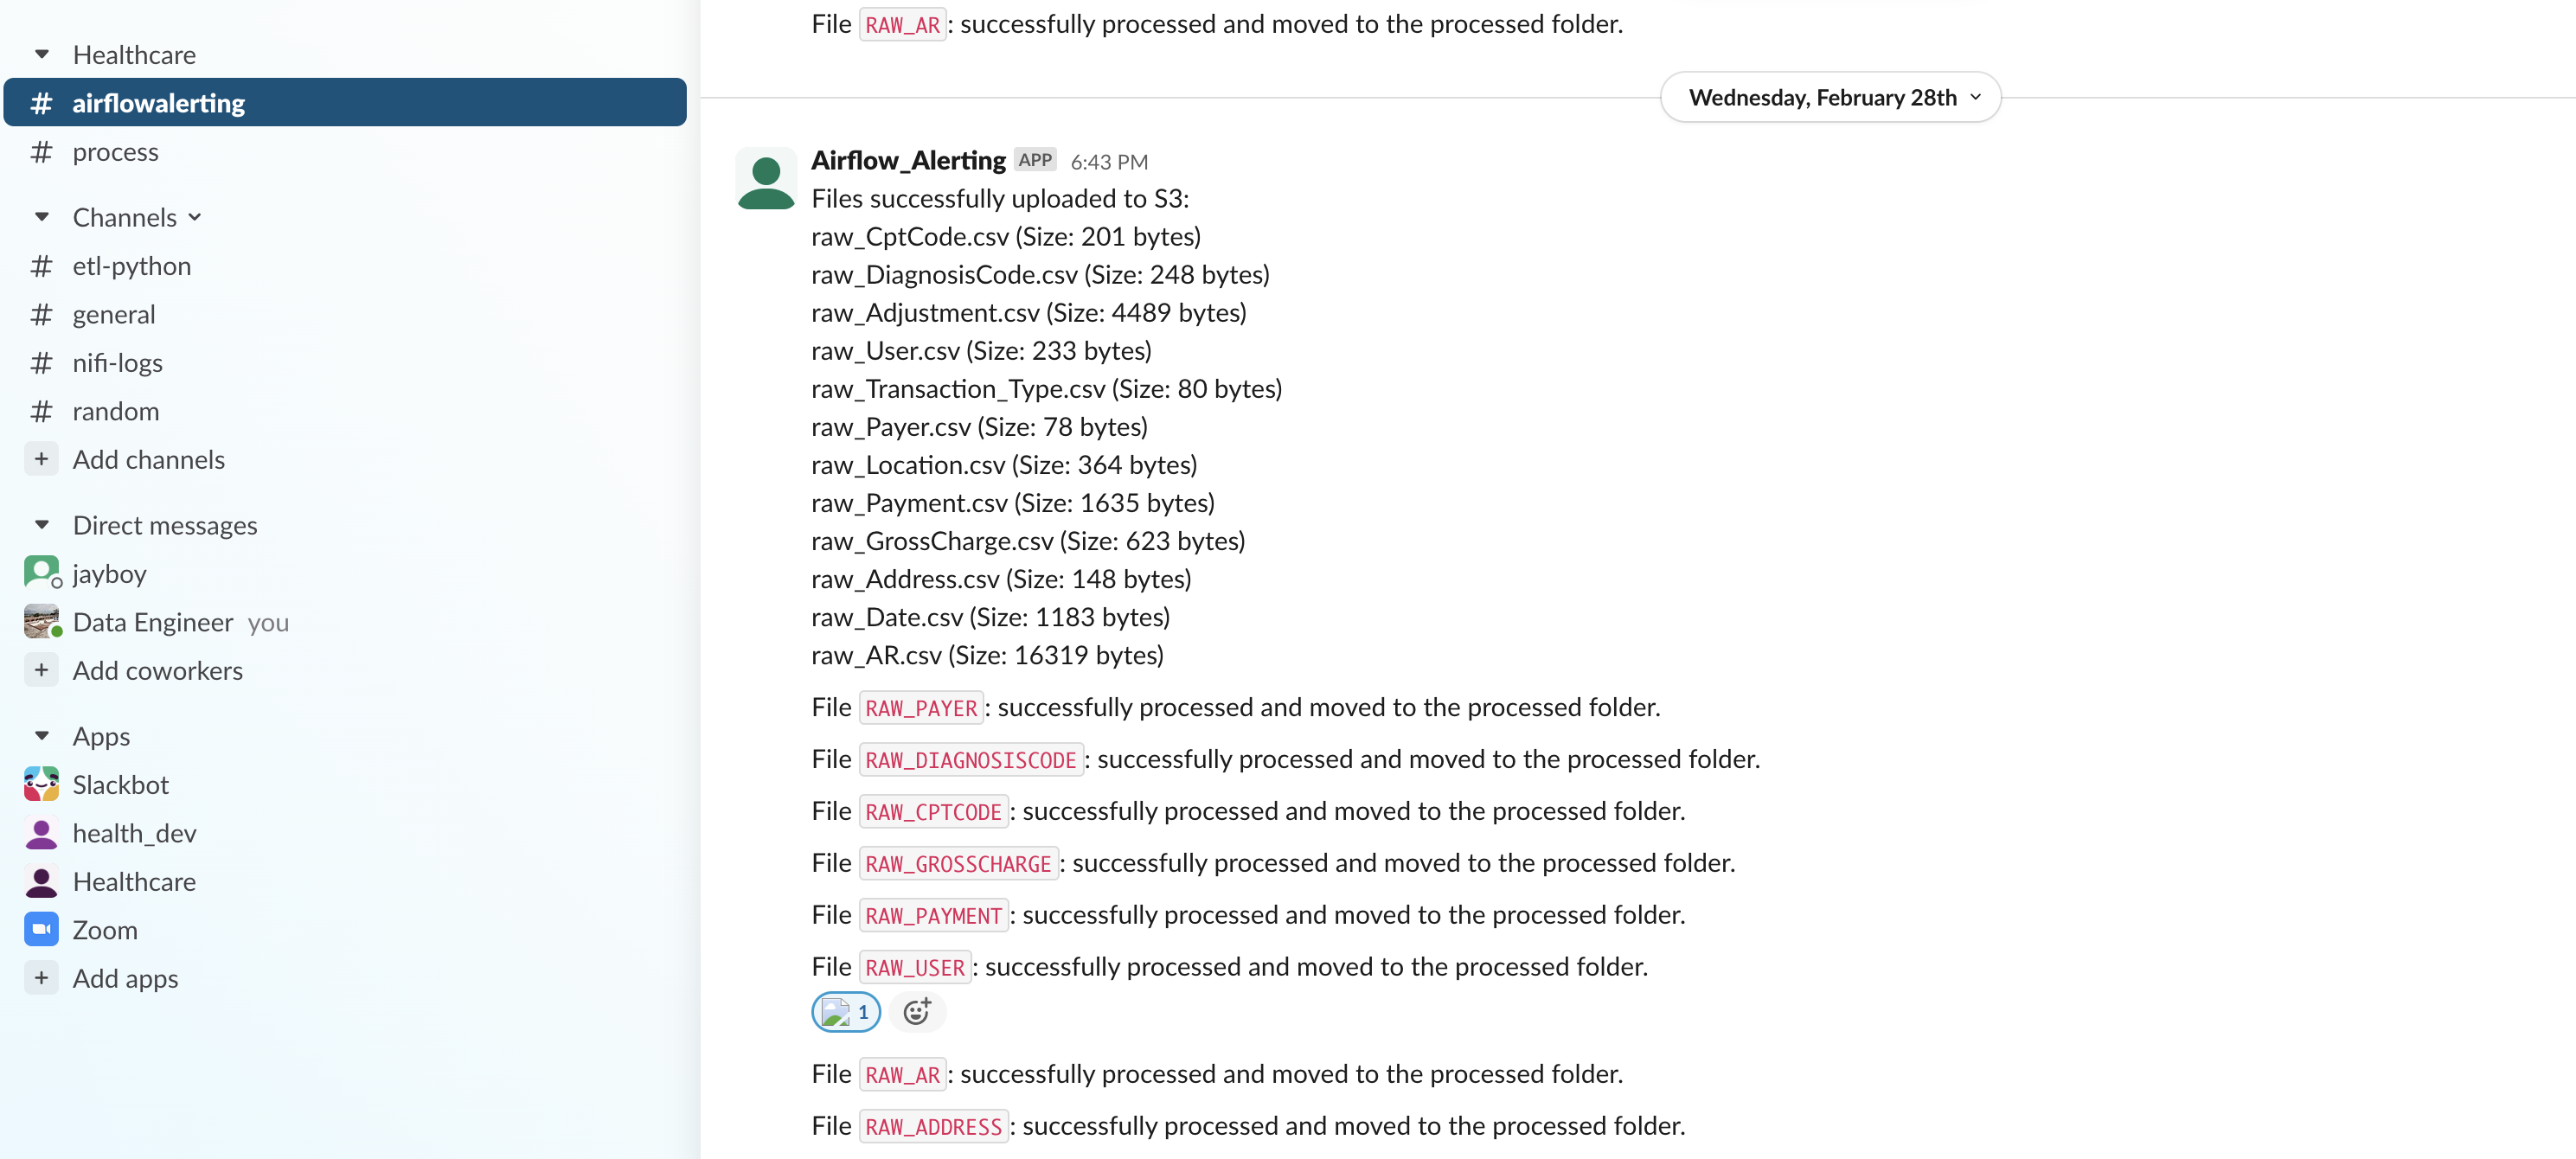 Healthcare
# airflowalerting
# process
Channels
# etl-python
# general
# nifi-logs
# random
+ Add channels
Direct messages
jayboy
Data Engineer you
+ Add coworkers
Apps
Slackbot
health_dev
Healthcare
Zoom
+ Add apps
File RAW_AR: successfully processed and moved to the processed folder.
Wednesday, February 28th
Airflow_Alerting APP 6:43 PM
Files successfully uploaded to S3:
raw_CptCode.csv (Size: 201 bytes)
raw_DiagnosisCode.csv (Size: 248 bytes)
raw_Adjustment.csv (Size: 4489 bytes)
raw_User.csv (Size: 233 bytes)
raw_Transaction_Type.csv (Size: 80 bytes)
raw_Payer.csv (Size: 78 bytes)
raw_Location.csv (Size: 364 bytes)
raw_Payment.csv (Size: 1635 bytes)
raw_GrossCharge.csv (Size: 623 bytes)
raw_Address.csv (Size: 148 bytes)
raw_Date.csv (Size: 1183 bytes)
raw_AR.csv (Size: 16319 bytes)
File RAW_PAYER: successfully processed and moved to the processed folder.
File RAW_DIAGNOSISCODE: successfully processed and moved to the processed folder.
File RAW_CPTCODE: successfully processed and moved to the processed folder.
File RAW_GROSSCHARGE: successfully processed and moved to the processed folder.
File RAW_PAYMENT: successfully processed and moved to the processed folder.
File RAW_USER: successfully processed and moved to the processed folder.
1
File RAW_AR: successfully processed and moved to the processed folder.
File RAW_ADDRESS: successfully processed and moved to the processed folder.